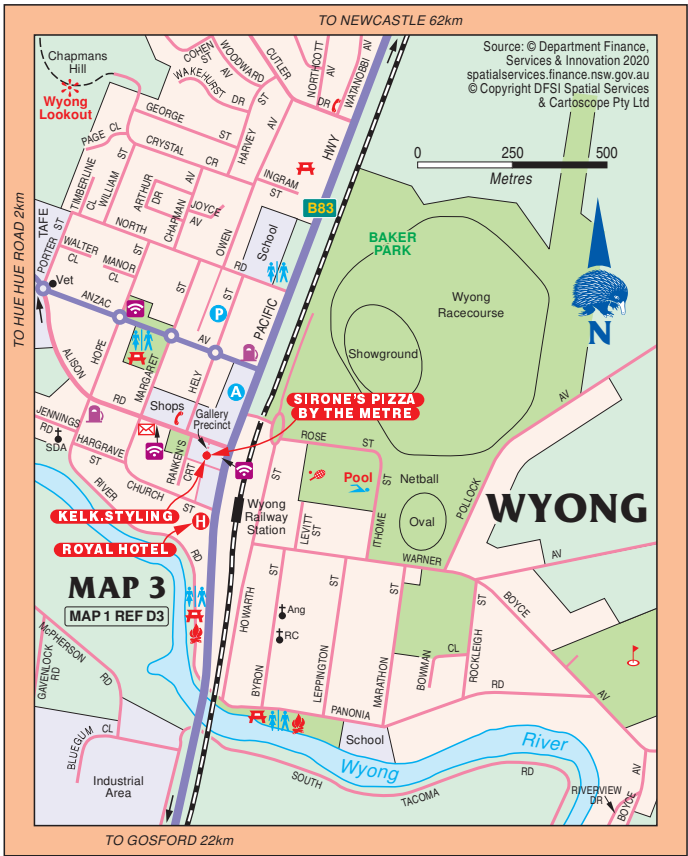 TO NEWCASTLE 62km
Source: © Department Finance,
Services & Innovation 2020
spatialservices.finance.nsw.gov.au
© Copyright DFSI Spatial Services
& Cartoscope Pty Ltd
Chapmans
Hill
Wyong
Lookout
COHEN
ST
WOODWARD
AV
CUTLER
NORTHCOTT
AV
WATANOBBI
AV
WAKEHURST
DR
ST
DR
GEORGE
ST
HARVEY
AV
HWY
PAGE CL
CRYSTAL
CR
INGRAM
ST
0
250
500
Metres
TIMBERLINE
CL
WILLIAM
ST
ARTHUR
DR
CHAPMAN
AV
JOYCE
AV
OWEN
B83
TAFE
PORTER
ST
NORTH
RD
School
BAKER
PARK
WALTER
CL
MANOR
CL
ST
ST
ST
TO HUE HUE ROAD 2km
Vet
ANZAC
AV
P
PACIFIC
Wyong
Racecourse
N
Showground
ALISON
RD
HOPE
MARGARET
HELY
A
Shops
Gallery
Precinct
SIRONE'S PIZZA
BY THE METRE
JENNINGS
RD
SDA
HARGRAVE
ST
RANKEN'S
CRT
ROSE
ST
AV
RIVER
RD
CHURCH
ST
ST
Pool
Netball
POLLOCK
WYONG
KELK.STYLING
H
Wyong
Railway
Station
LEVITT
ST
ITHOME
ST
Oval
ROYAL HOTEL
WARNER
AV
MAP 3
MAP 1 REF D3
HOWARTH
ST
Ang
RC
ST
ST
ST
BOYCE
AV
BYRON
LEPPINGTON
MARATHON
BOWMAN
CL
ROCKLEIGH
McPHERSON
RD
GAVENLOCK
RD
PANONIA
RD
BLUEGUM
CL
School
Wyong
River
Industrial
Area
SOUTH
TACOMA
RD
RIVERVIEW
DR
BOYCE
AV
TO GOSFORD 22km